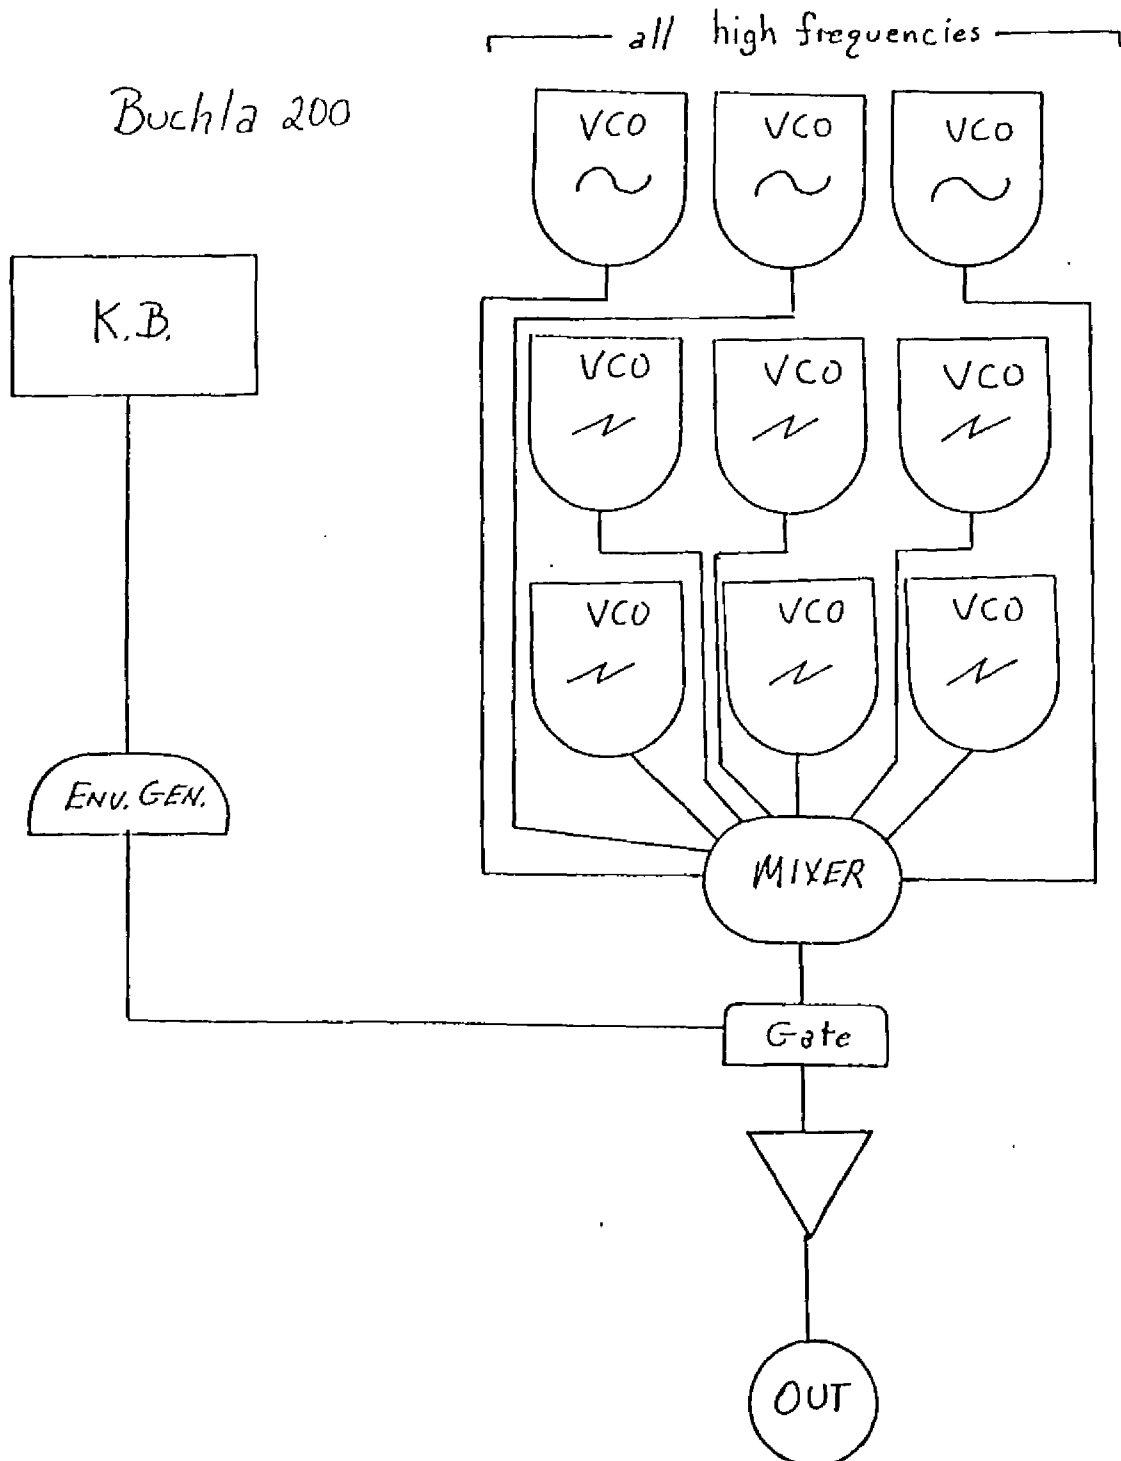 all high frequencies
Buchla 200
VCO
VCO
VCO
K.B.
VCO
VCO
VCO
VCO
VCO
VCO
ENV. GEN.
MIXER
Gate
OUT